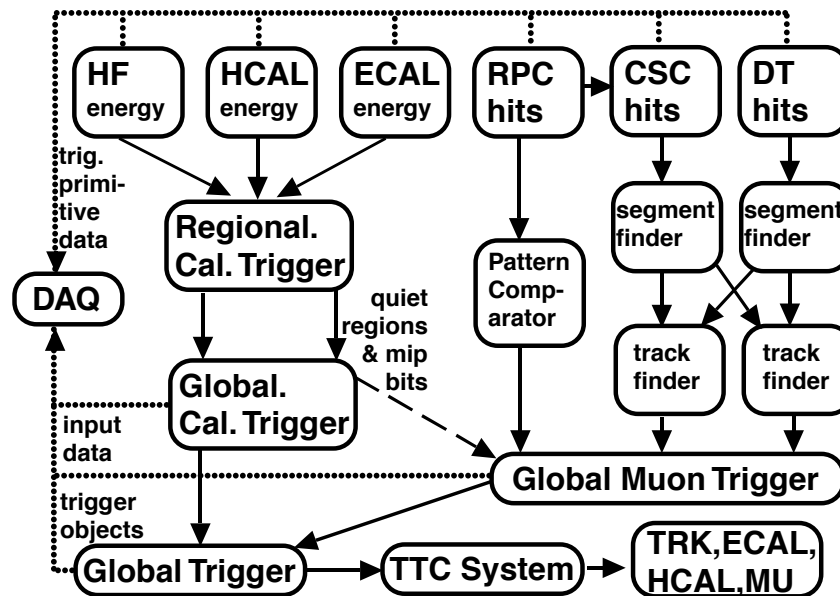 HF
energy
HCAL
energy
ECAL
energy
RPC
hits
CSC
hits
DT
hits
trig.
primi-
tive
data
Regional.
Cal. Trigger
segment
finder
segment
finder
DAQ
Pattern
Comp-
arator
quiet
regions
& mip
bits
track
finder
track
finder
Global.
Cal. Trigger
input
data
Global Muon Trigger
trigger
objects
Global Trigger
TTC System
TRK,ECAL,
HCAL,MU